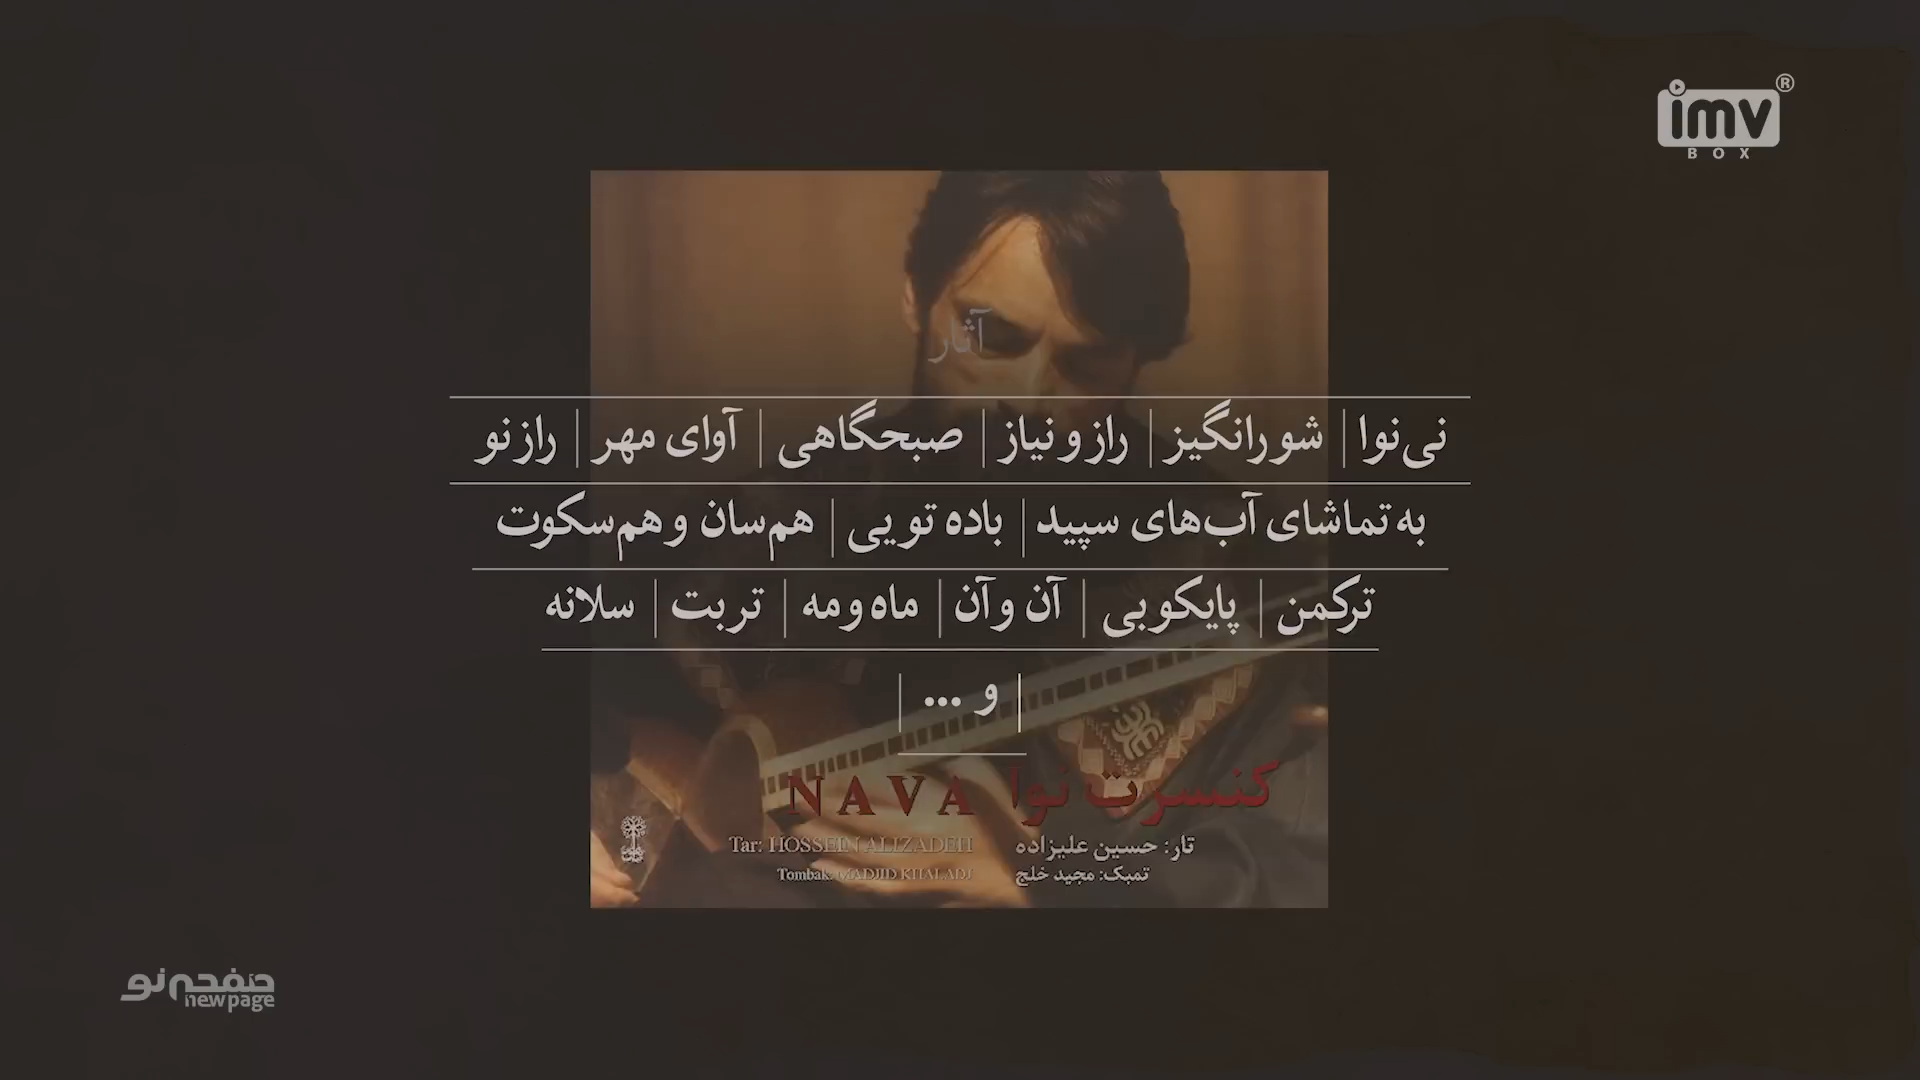 imv®
BOX
آثار
نی‌نوا | شورانگیز | راز و نیاز | صبحگاهی | آوای مهر | راز نو
به تماشای آب‌های سپید | باده تویی | هم‌سان و هم‌سکوت
ترکمن | پایکوبی | آن و آن | ماه و مه | تربت | سلانه
| و ... |
کنسرت نوا NAVA
تار: حسین علیزاده Tar: HOSSEIN ALIZADEH
تمبک: مجید خلج Tombak: MADJID KHALADJ
صفحه نو
newpage